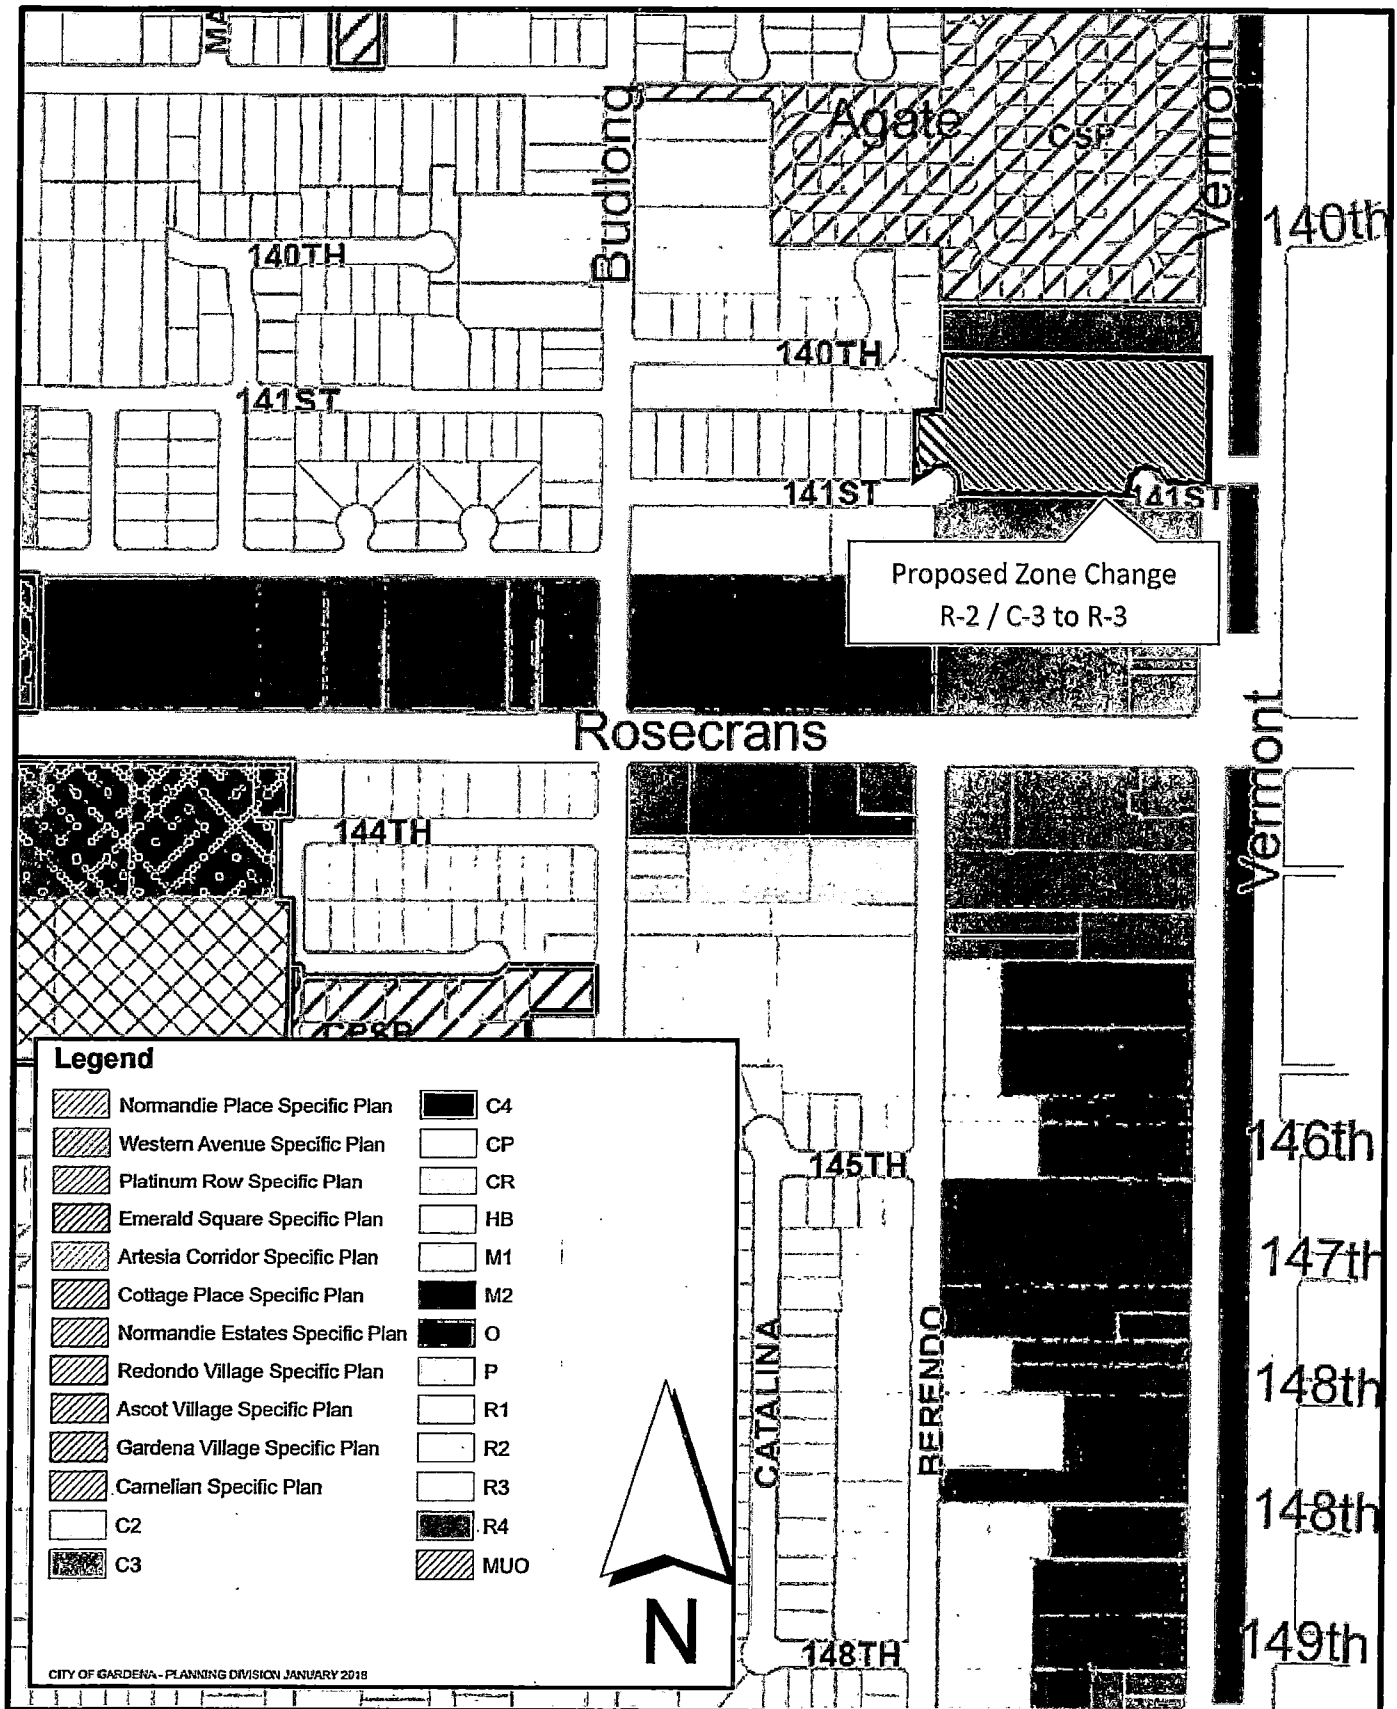 MA
Budlong
Agate
CSP
Vermont
140th
140TH
140TH
141ST
141ST
141ST
Proposed Zone Change
R-2 / C-3 to R-3
Rosecrans
Vermont
144TH
Legend
Normandie Place Specific Plan
Western Avenue Specific Plan
Platinum Row Specific Plan
Emerald Square Specific Plan
Artesia Corridor Specific Plan
Cottage Place Specific Plan
Normandie Estates Specific Plan
Redondo Village Specific Plan
Ascot Village Specific Plan
Gardena Village Specific Plan
Carnelian Specific Plan
C2
C3
C4
CP
CR
HB
M1
M2
O
P
R1
R2
R3
R4
MUO
N
CITY OF GARDENA - PLANNING DIVISION JANUARY 2018
145TH
146th
147th
CATALINA
BERENDO
148th
148th
148TH
149th